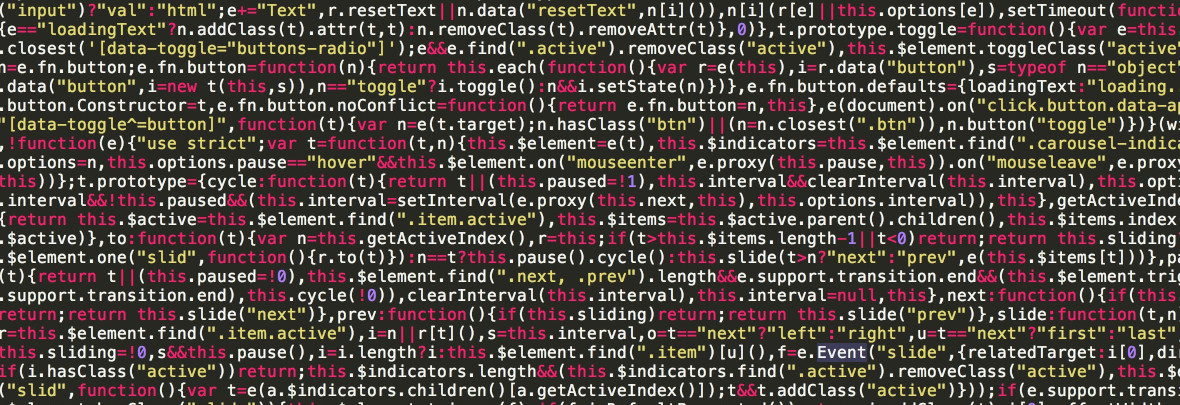 ("input")?"val":"html";e+="Text",r.resetText||n.data("resetText",n[i]()),n[i](r[e]||this.options[e]),setTimeout(functi
{e=="loadingText"?n.addClass(t).attr(t,t):n.removeClass(t).removeAttr(t)},0)},t.prototype.toggle=function(){var e=this
.closest('[data-toggle="buttons-radio"]');e&&e.find(".active").removeClass("active"),this.$element.toggleClass("active"
n=e.fn.button;e.fn.button=function(n){return this.each(function(){var r=e(this),i=r.data("button"),s=typeof n=="object"
.data("button",i=new t(this,s)),n=="toggle"?i.toggle():n&&i.setState(n)})},e.fn.button.defaults={loadingText:"loading..
.button.Constructor=t,e.fn.button.noConflict=function(){return e.fn.button=n,this},e(document).on("click.button.data-ap
"[data-toggle^=button]",function(t){var n=e(t.target);n.hasClass("btn")||(n=n.closest(".btn")),n.button("toggle")})}(wi
,!function(e){"use strict";var t=function(t,n){this.$element=e(t),this.$indicators=this.$element.find(".carousel-indica
.options=n,this.options.pause=="hover"&&this.$element.on("mouseenter",e.proxy(this.pause,this)).on("mouseleave",e.proxy
this))};t.prototype={cycle:function(t){return t||(this.paused=!1),this.interval&&clearInterval(this.interval),this.opti
.interval&&!this.paused&&(this.interval=setInterval(e.proxy(this.next,this),this.options.interval)),this},getActiveInde
{return this.$active=this.$element.find(".item.active"),this.$items=this.$active.parent().children(),this.$items.index
.$active)},to:function(t){var n=this.getActiveIndex(),r=this;if(t>this.$items.length-1||t<0)return;return this.sliding
.$element.one("slid",function(){r.to(t)}):n==t?this.pause().cycle():this.slide(t>n?"next":"prev",e(this.$items[t]))},pa
(t){return t||(this.paused=!0),this.$element.find(".next, .prev").length&&e.support.transition.end&&(this.$element.trig
.support.transition.end),this.cycle(!0)),clearInterval(this.interval),this.interval=null,this},next:function(){if(this
return;return this.slide("next")},prev:function(){if(this.sliding)return;return this.slide("prev")},slide:function(t,n)
r=this.$element.find(".item.active"),i=n||r[t](),s=this.interval,o=t=="next"?"left":"right",u=t=="next"?"first":"last"
this.sliding=!0,s&&this.pause(),i=i.length?i:this.$element.find(".item")[u](),f=e.Event("slide",{relatedTarget:i[0],dir
if(i.hasClass("active"))return;this.$indicators.length&&(this.$indicators.find(".active").removeClass("active"),this.$e
("slid",function(){var t=e(a.$indicators.children()[a.getActiveIndex()]);t&&t.addClass("active")}));if(e.support.transi